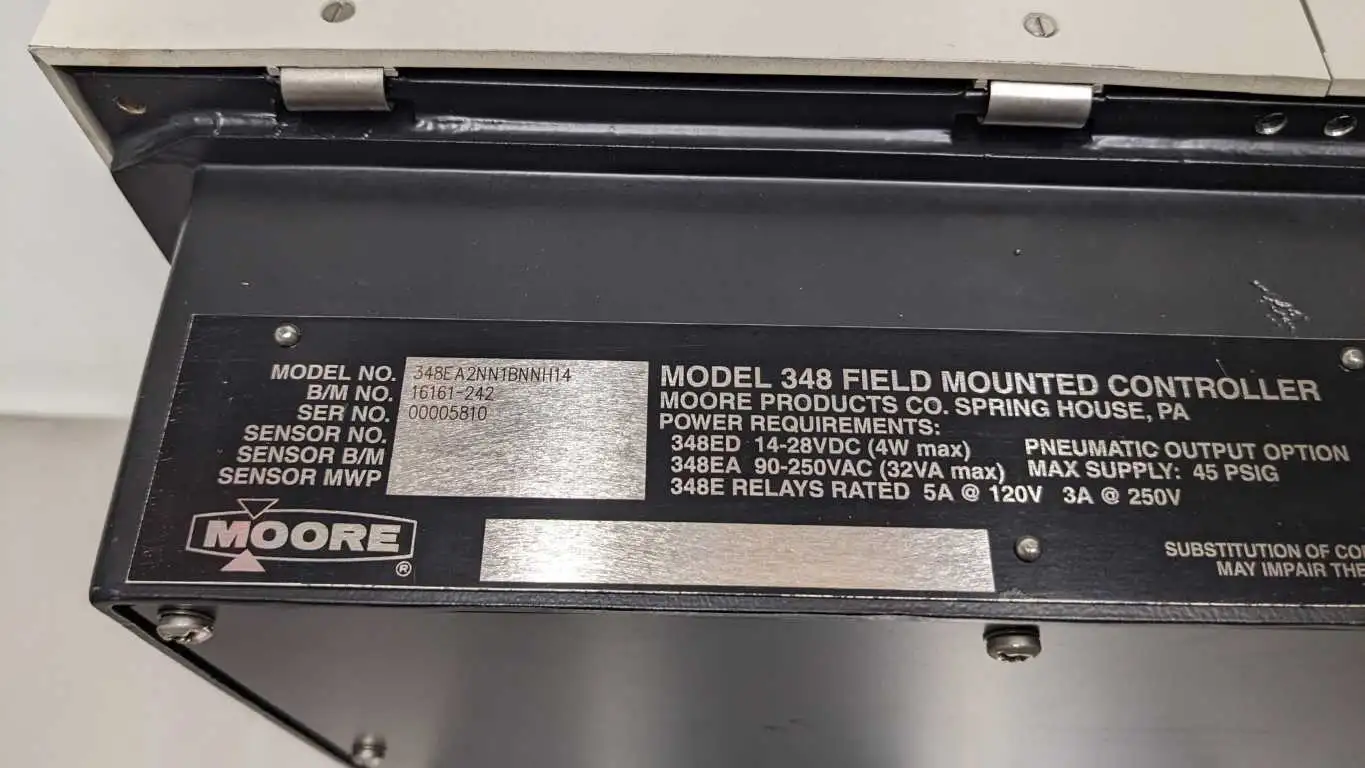 MODEL NO. 348EA2NN1BNNH14
B/M NO. 16161-242
SER NO. 00005810
SENSOR NO.
SENSOR B/M
SENSOR MWP
MOORE
®
MODEL 348 FIELD MOUNTED CONTROLLER
MOORE PRODUCTS CO. SPRING HOUSE, PA
POWER REQUIREMENTS:
348ED 14-28VDC (4W max)
348EA 90-250VAC (32VA max)
348E RELAYS RATED 5A @ 120V 3A @ 250V
PNEUMATIC OUTPUT OPTION
MAX SUPPLY: 45 PSIG
SUBSTITUTION OF
MAY IMPAIR THE